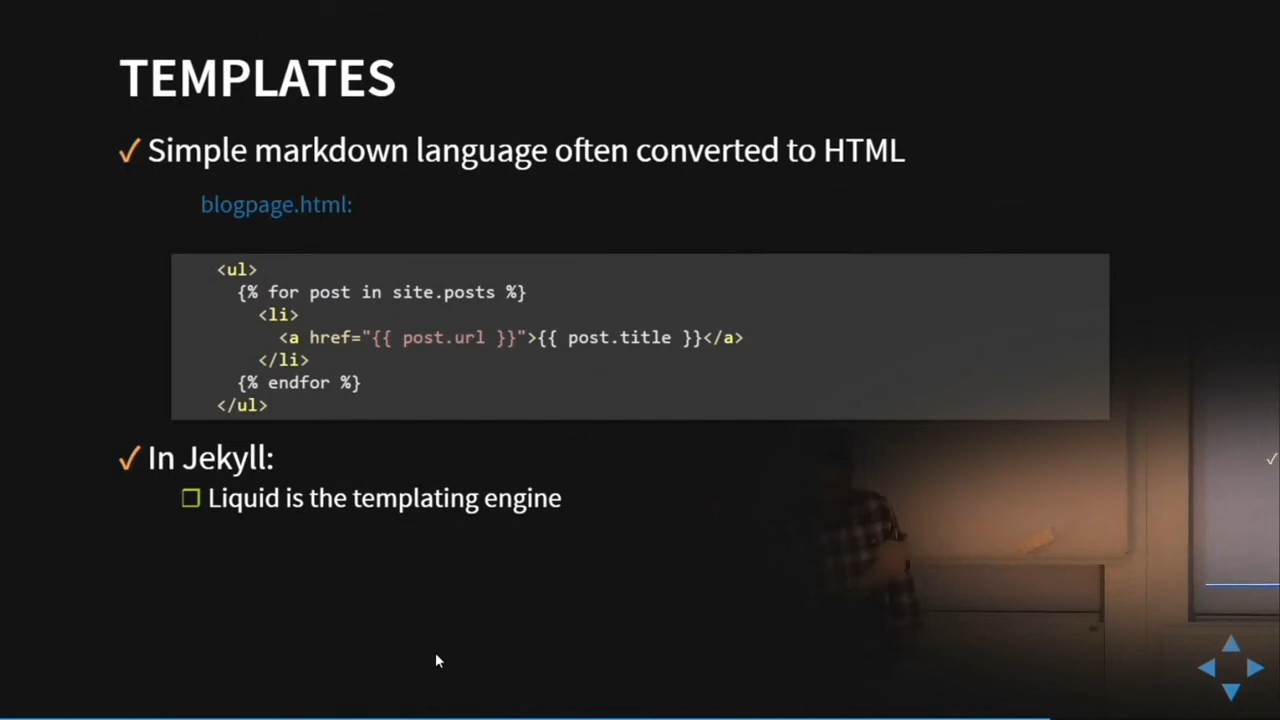 TEMPLATES
✓ Simple markdown language often converted to HTML
blogpage.html:
<ul>
  {% for post in site.posts %}
    <li>
      <a href="{{ post.url }}">{{ post.title }}</a>
    </li>
  {% endfor %}
</ul>
✓ In Jekyll:
❐ Liquid is the templating engine